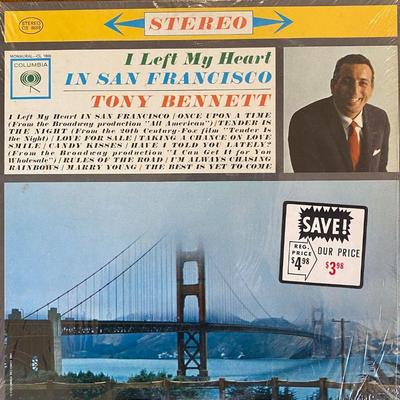 STEREO
STEREO
MONAURAL—CL 1869
COLUMBIA
I Left My Heart
IN SAN FRANCISCO
TONY BENNETT
I Left My Heart IN SAN FRANCISCO / ONCE UPON A TIME
(From the Broadway production "All American") / TENDER IS
THE NIGHT (From the 20th Century-Fox film "Tender Is
the Night) / LOVE FOR SALE / TAKING A CHANCE ON LOVE
SMILE / CANDY KISSES / HAVE I TOLD YOU LATELY?
(From the Broadway production "I Can Get it for You
Wholesale") / RULES OF THE ROAD / I'M ALWAYS CHASING
RAINBOWS / MARRY YOUNG / THE BEST IS YET TO COME
SAVE!
REG.
PRICE
$4.98
OUR PRICE
$3.98